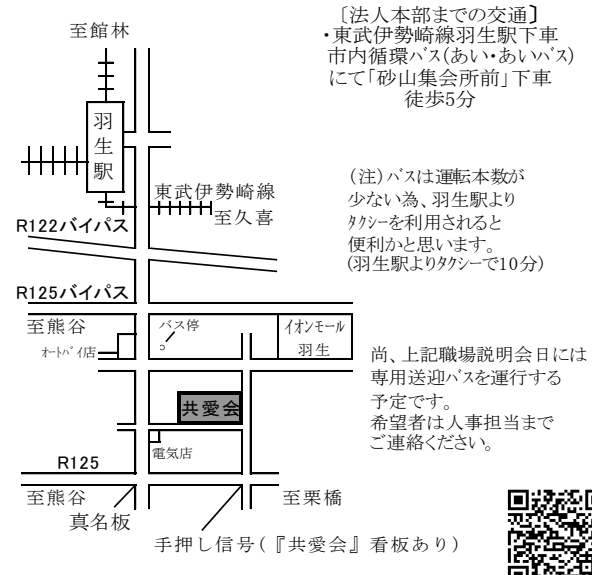 至館林
〔法人本部までの交通】
・東武伊勢崎線羽生駅下車
市内循環バス(あい・あいバス)
にて「砂山集会所前」下車
徒歩5分
羽生駅
東武伊勢崎線
至久喜
(注)バスは運転本数が
少ない為、羽生駅より
タクシーを利用されると
便利かと思います。
(羽生駅よりタクシーで10分)
R122バイパス
R125バイパス
至熊谷
バス停
イオンモール
羽生
オートバイ店
尚、上記職場説明会日には
専用送迎バスを運行する
予定です。
希望者は人事担当まで
ご連絡ください。
共愛会
電気店
R125
至熊谷
至栗橋
真名板
手押し信号(『共愛会』看板あり)